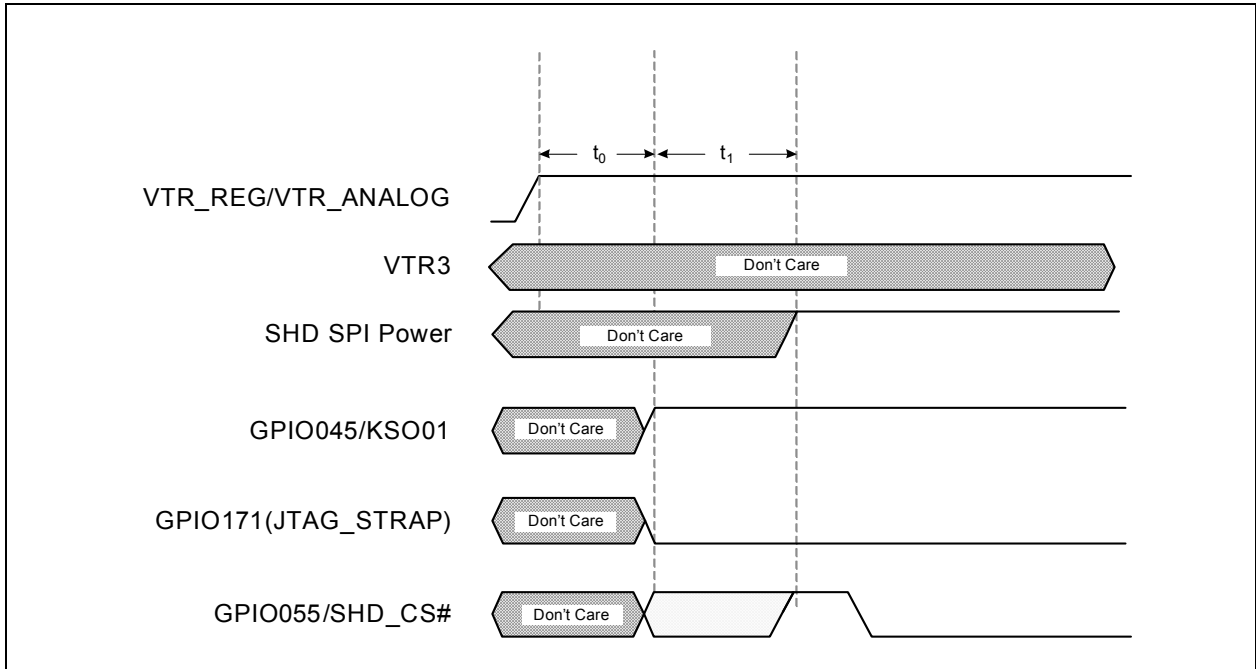 t0
t1
VTR_REG/VTR_ANALOG
VTR3
Don't Care
SHD SPI Power
Don't Care
GPIO045/KSO01
Don't Care
GPIO171(JTAG_STRAP)
Don't Care
GPIO055/SHD_CS#
Don't Care